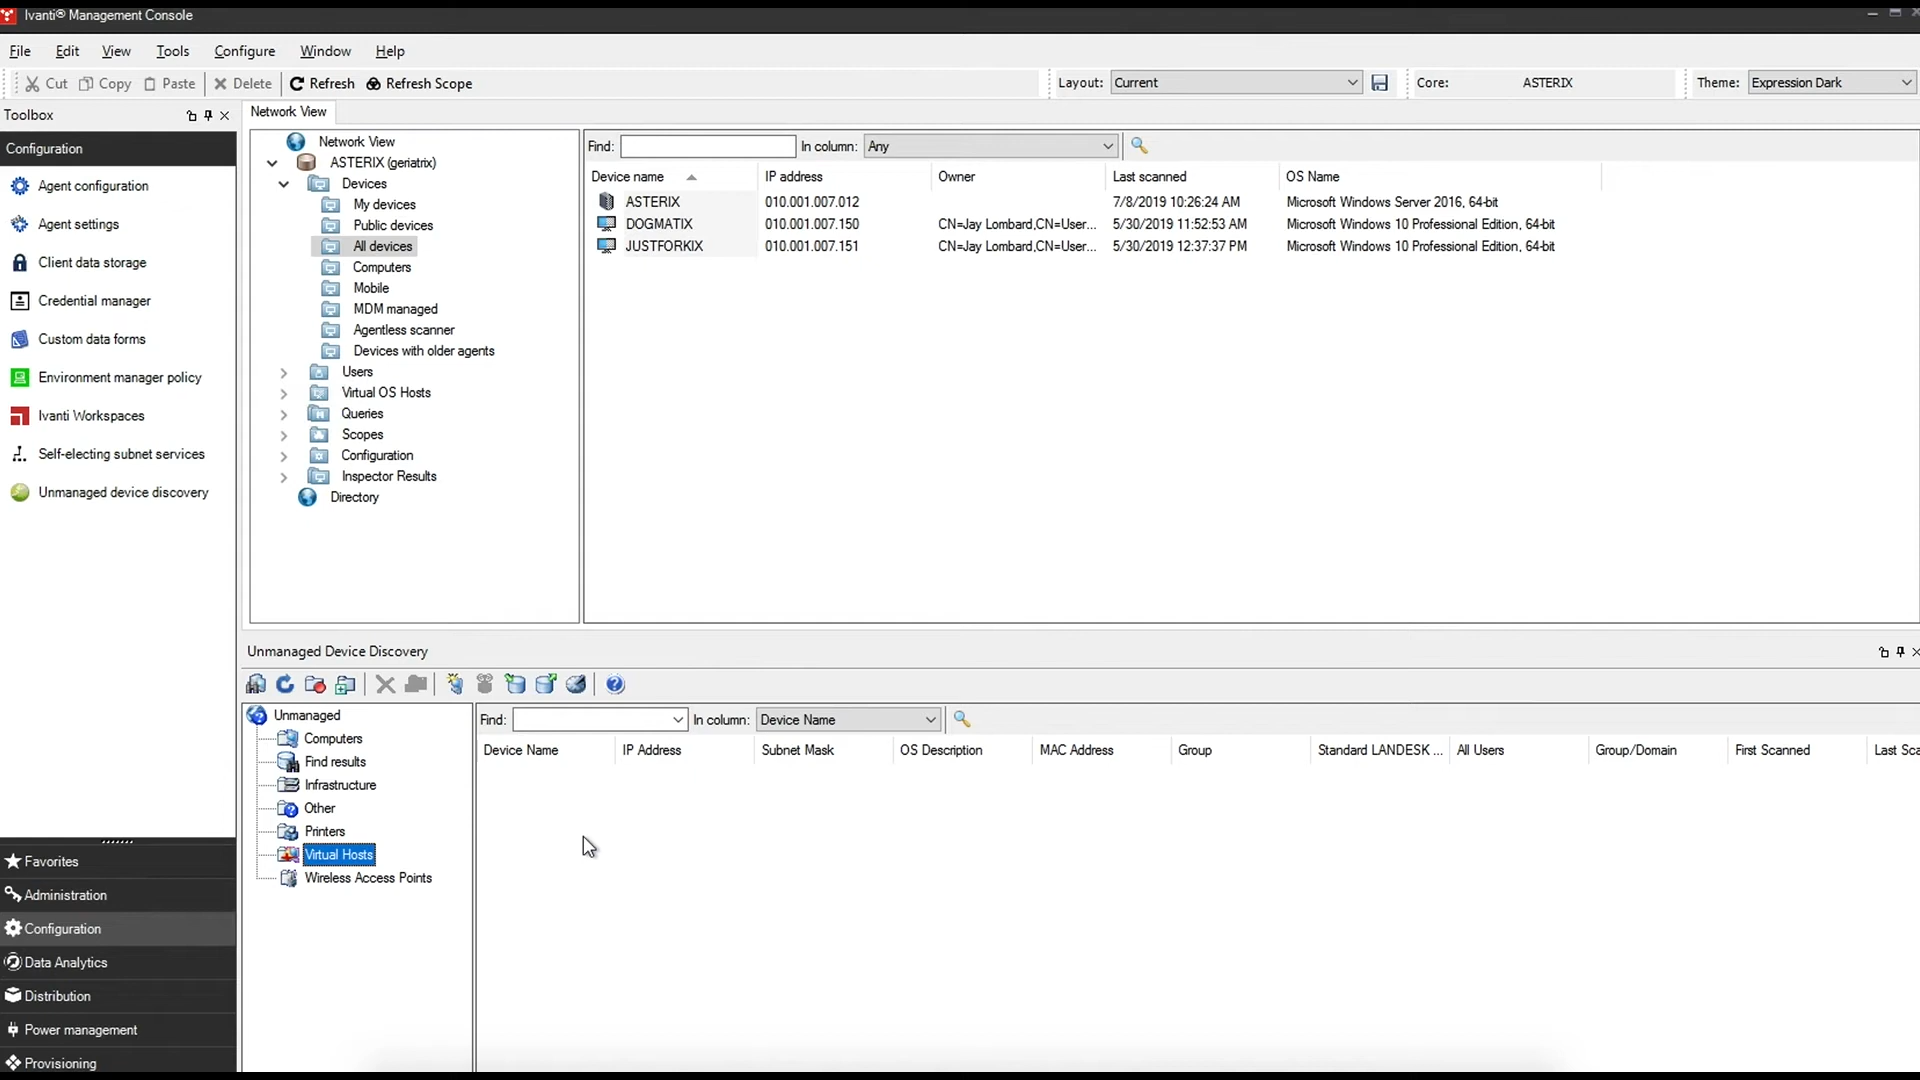 Ivanti® Management Console
File Edit View Tools Configure Window Help
Cut Copy Paste Delete Refresh Refresh Scope Layout: Current Core: ASTERIX Theme: Expression Dark
Toolbox
Configuration
Agent configuration
Agent settings
Client data storage
Credential manager
Custom data forms
Environment manager policy
Ivanti Workspaces
Self-electing subnet services
Unmanaged device discovery
Favorites
Administration
Configuration
Data Analytics
Distribution
Power management
Provisioning
Network View
Network View
ASTERIX (geriatrix)
Devices
My devices
Public devices
All devices
Computers
Mobile
MDM managed
Agentless scanner
Devices with older agents
Users
Virtual OS Hosts
Queries
Scopes
Configuration
Inspector Results
Directory
Find: In column: Any
Device name IP address Owner Last scanned OS Name
ASTERIX 010.001.007.012 7/8/2019 10:26:24 AM Microsoft Windows Server 2016, 64-bit
DOGMATIX 010.001.007.150 CN=Jay Lombard,CN=User... 5/30/2019 11:52:53 AM Microsoft Windows 10 Professional Edition, 64-bit
JUSTFORKIX 010.001.007.151 CN=Jay Lombard,CN=User... 5/30/2019 12:37:37 PM Microsoft Windows 10 Professional Edition, 64-bit
Unmanaged Device Discovery
Unmanaged
Computers
Find results
Infrastructure
Other
Printers
Virtual Hosts
Wireless Access Points
Find: In column: Device Name
Device Name IP Address Subnet Mask OS Description MAC Address Group Standard LANDESK ... All Users Group/Domain First Scanned Last Sca